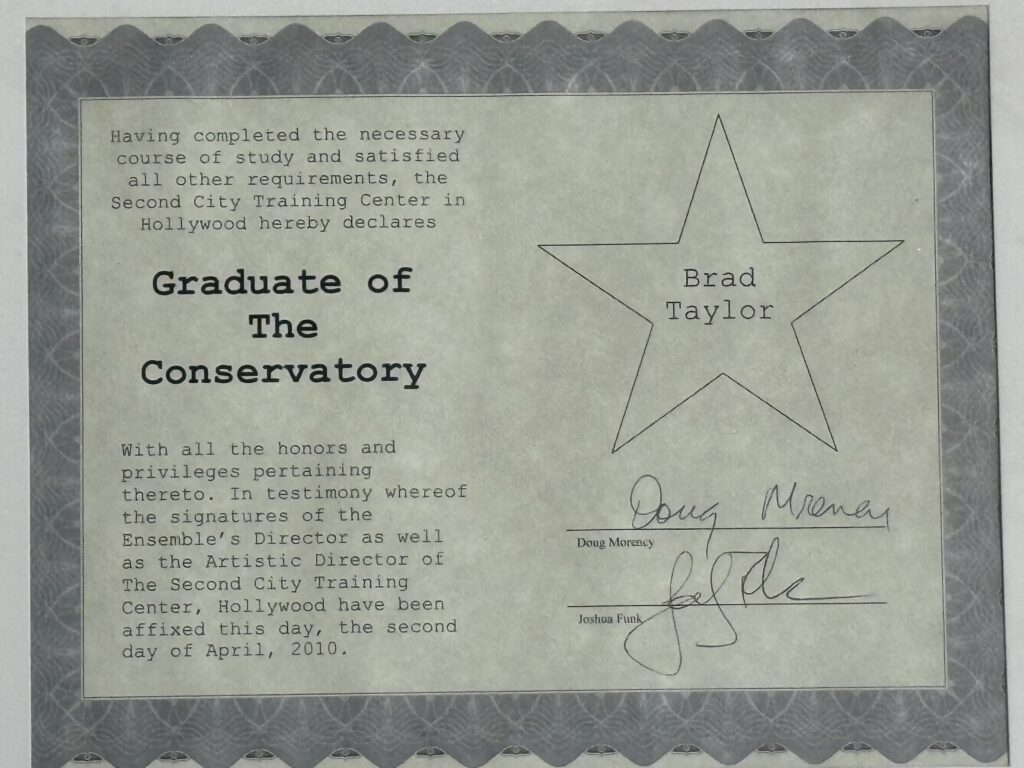 Having completed the necessary
course of study and satisfied
all other requirements, the
Second City Training Center in
Hollywood hereby declares
Graduate of
The
Conservatory
With all the honors and
privileges pertaining
thereto. In testimony whereof
the signatures of the
Ensemble's Director as well
as the Artistic Director of
The Second City Training
Center, Hollywood have been
affixed this day, the second
day of April, 2010.
Brad
Taylor
Doug Morency
Doug Morency
Joshua Funk